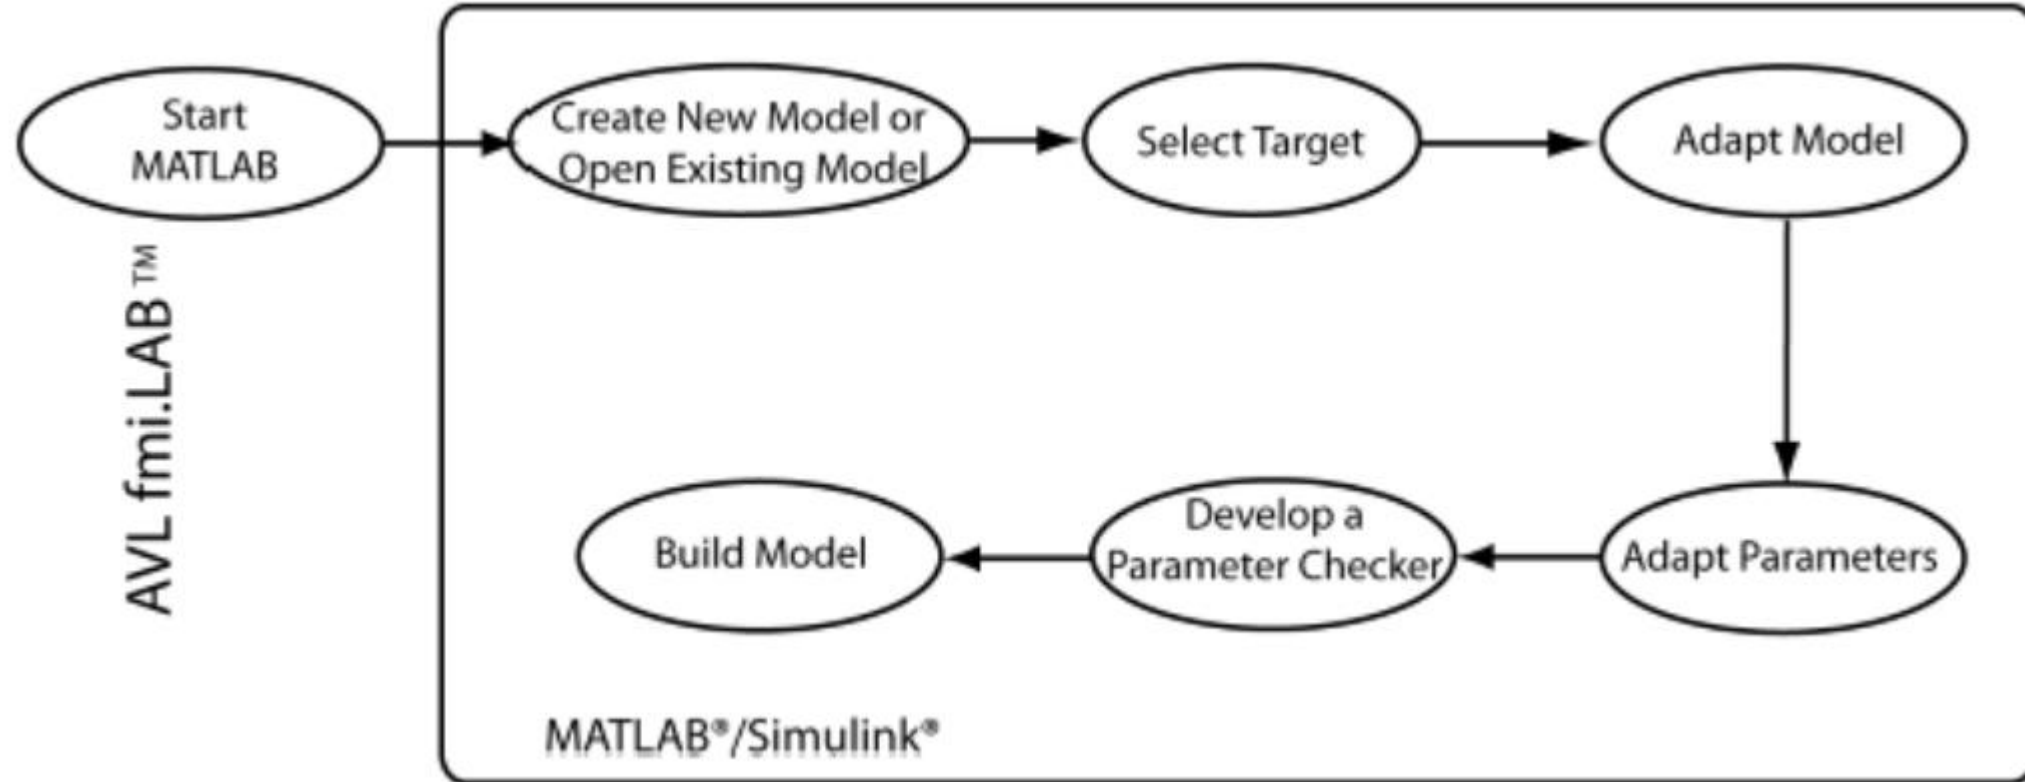 Start
MATLAB
Create New Model or
Open Existing Model
Select Target
Adapt Model
AVL fmi.LAB™
Build Model
Develop a
Parameter Checker
Adapt Parameters
MATLAB®/Simulink®